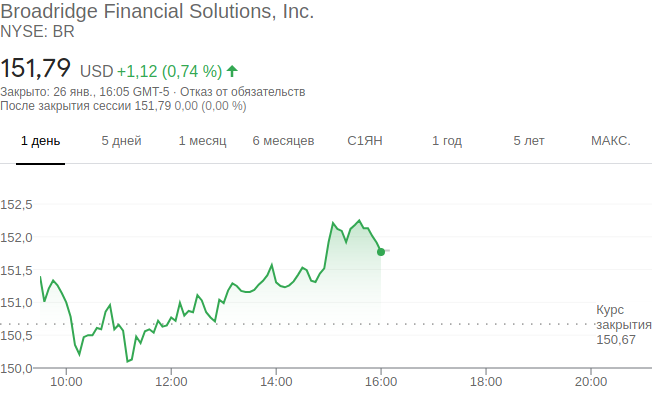 Broadridge Financial Solutions, Inc.
NYSE: BR
151,79 USD +1,12 (0,74 %)
Закрыто: 26 янв., 16:05 GMT-5 · Отказ от обязательств
После закрытия сессии 151,79 0,00 (0,00 %)
1 день 5 дней 1 месяц 6 месяцев С1ЯН 1 год 5 лет МАКС.
152,5
152,0
151,5
151,0
150,5
150,0
Курс
закрытия
150,67
10:00 12:00 14:00 16:00 18:00 20:00